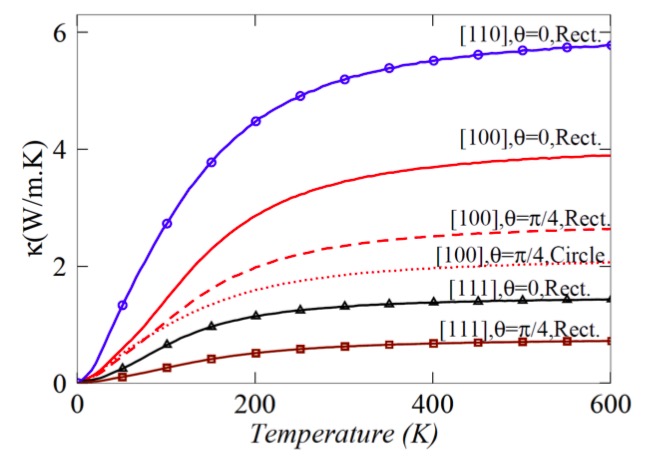 6
[110],θ=0,Rect.
[100],θ=0,Rect.
4
κ(W/m.K)
[100],θ=π/4,Rect.
[100],θ=π/4,Circle
2
[111],θ=0,Rect.
[111],θ=π/4,Rect.
0
0 200 400 600
Temperature (K)